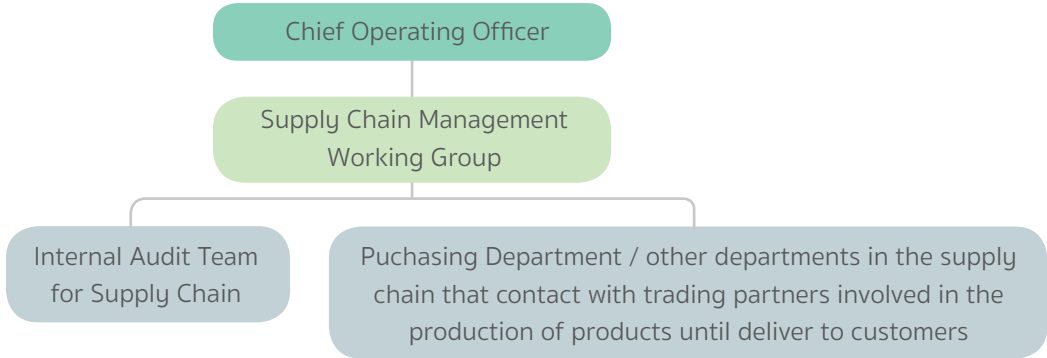 Chief Operating Officer
Supply Chain Management
Working Group
Internal Audit Team
for Supply Chain
Puchasing Department / other departments in the supply
chain that contact with trading partners involved in the
production of products until deliver to customers